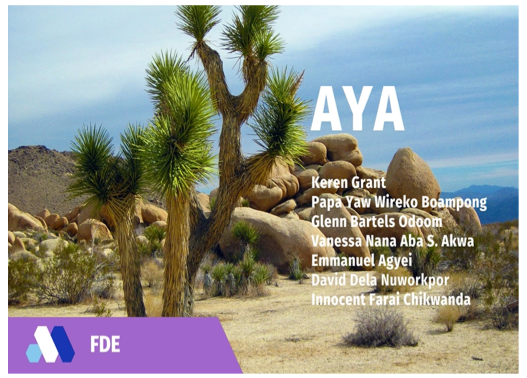 AYA
Keren Grant
Papa Yaw Wireko Boampong
Glenn Bartels Odoom
Vanessa Nana Aba S. Akwa
Emmanuel Agyei
David Dela Nuworkpor
Innocent Farai Chikwanda
FDE